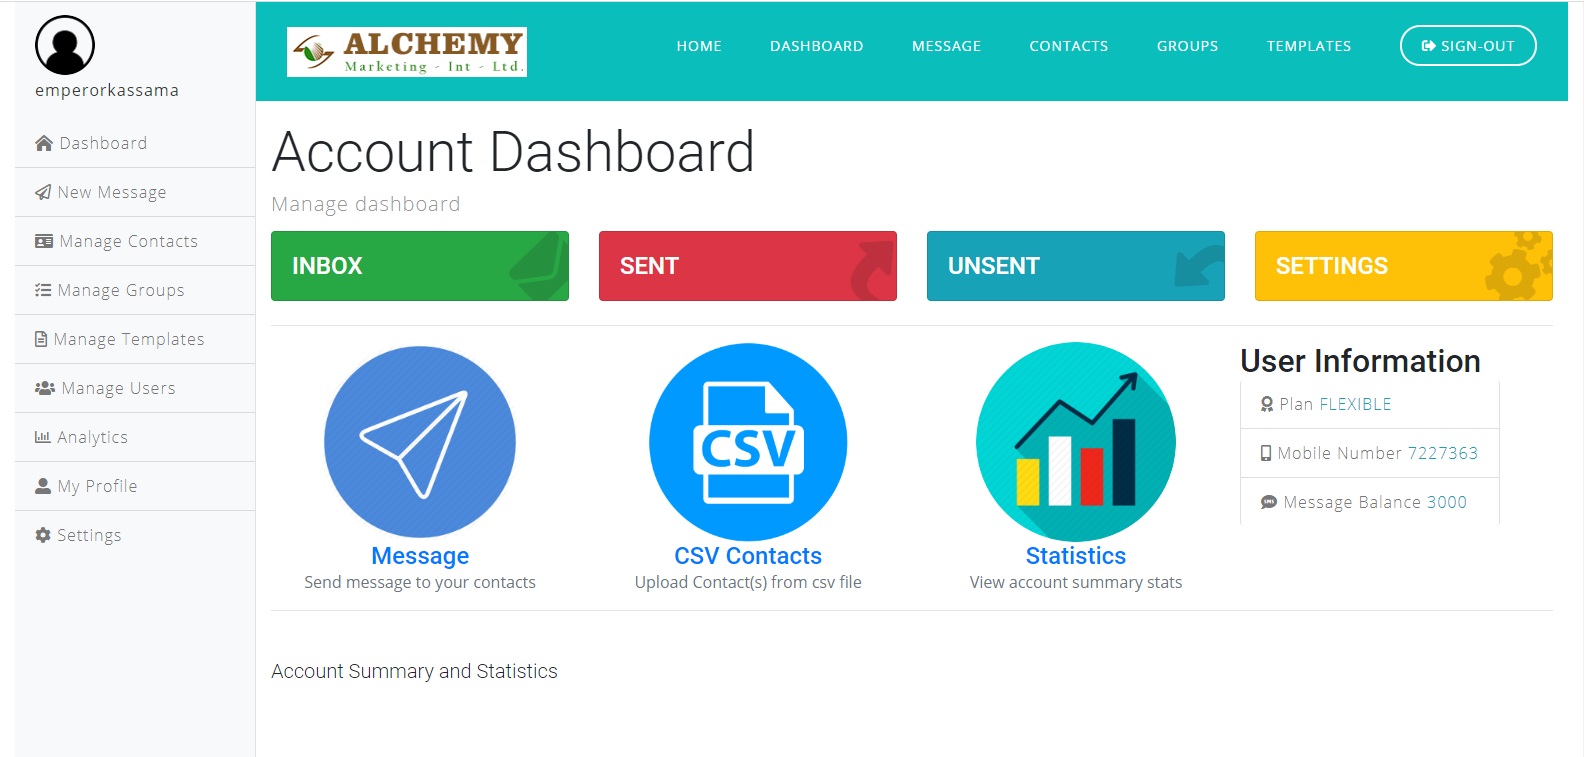 emperorkassama
Dashboard
New Message
Manage Contacts
Manage Groups
Manage Templates
Manage Users
Analytics
My Profile
Settings
ALCHEMY
Marketing - Int - Ltd.
HOME
DASHBOARD
MESSAGE
CONTACTS
GROUPS
TEMPLATES
SIGN-OUT
Account Dashboard
Manage dashboard
INBOX
SENT
UNSENT
SETTINGS
Message
Send message to your contacts
CSV
CSV Contacts
Upload Contact(s) from csv file
Statistics
View account summary stats
User Information
Plan FLEXIBLE
Mobile Number 7227363
SMS Message Balance 3000
Account Summary and Statistics